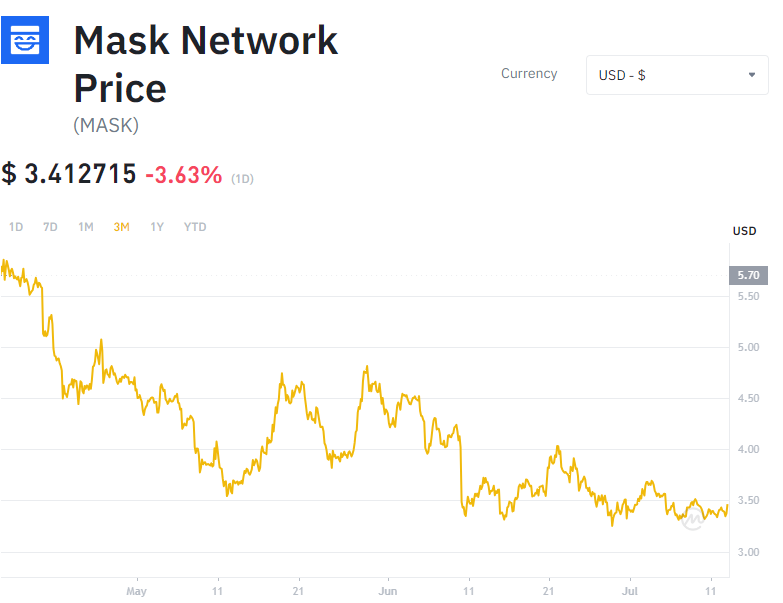 Mask Network
Price
(MASK)
Currency
USD - $
$ 3.412715 -3.63% (1D)
1D 7D 1M 3M 1Y YTD
USD
5.70
5.50
5.00
4.50
4.00
3.50
3.00
May 11 21 Jun 11 21 Jul 11